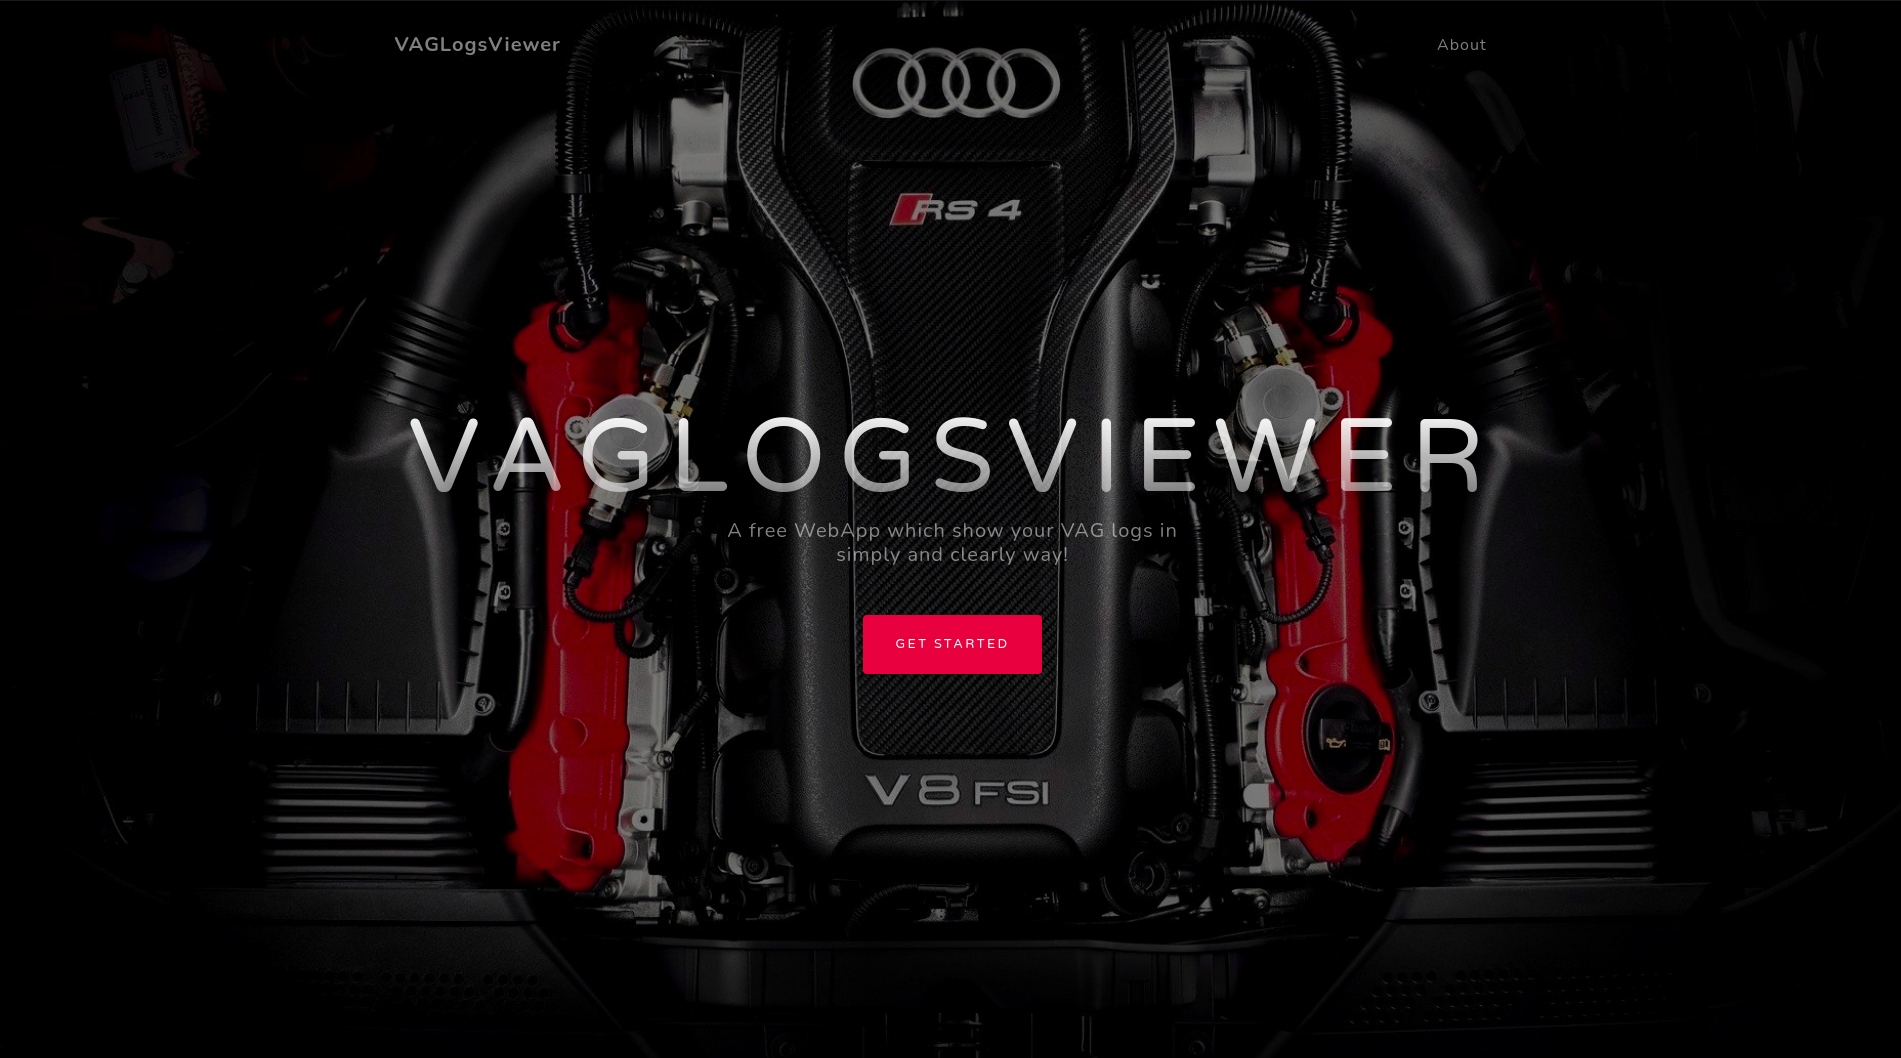 VAGLogsViewer
About
RS 4
VAGLOGSVIEWER
A free WebApp which show your VAG logs in
simply and clearly way!
GET STARTED
V8 FSI